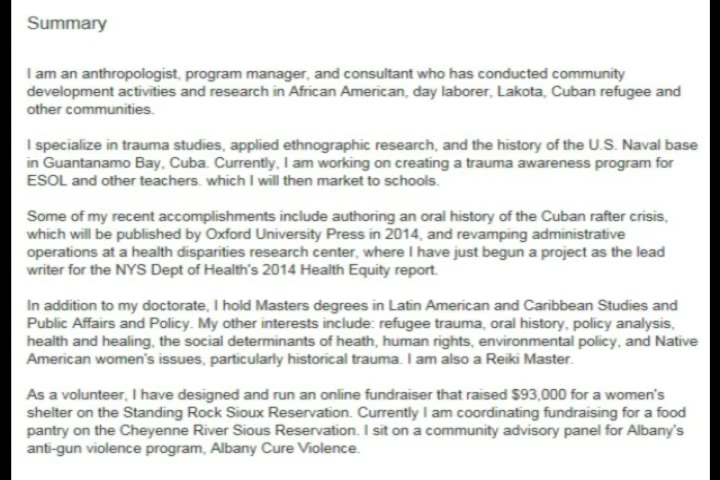 Summary
I am an anthropologist, program manager, and consultant who has conducted community
development activities and research in African American, day laborer, Lakota, Cuban refugee and
other communities.
I specialize in trauma studies, applied ethnographic research, and the history of the U.S. Naval base
in Guantanamo Bay, Cuba. Currently, I am working on creating a trauma awareness program for
ESOL and other teachers. which I will then market to schools.
Some of my recent accomplishments include authoring an oral history of the Cuban rafter crisis,
which will be published by Oxford University Press in 2014, and revamping administrative
operations at a health disparities research center, where I have just begun a project as the lead
writer for the NYS Dept of Health's 2014 Health Equity report.
In addition to my doctorate, I hold Masters degrees in Latin American and Caribbean Studies and
Public Affairs and Policy. My other interests include: refugee trauma, oral history, policy analysis,
health and healing, the social determinants of heath, human rights, environmental policy, and Native
American women's issues, particularly historical trauma. I am also a Reiki Master.
As a volunteer, I have designed and run an online fundraiser that raised $93,000 for a women's
shelter on the Standing Rock Sioux Reservation. Currently I am coordinating fundraising for a food
pantry on the Cheyenne River Sious Reservation. I sit on a community advisory panel for Albany's
anti-gun violence program, Albany Cure Violence.